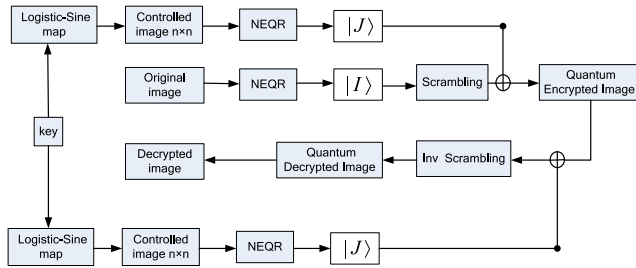 Logistic-Sine
map
Controlled
image n×n
NEQR
|J⟩
Original
image
NEQR
|I⟩
Scrambling
Quantum
Encrypted Image
key
Decrypted
image
Quantum
Decrypted Image
Inv Scrambling
Logistic-Sine
map
Controlled
image n×n
NEQR
|J⟩